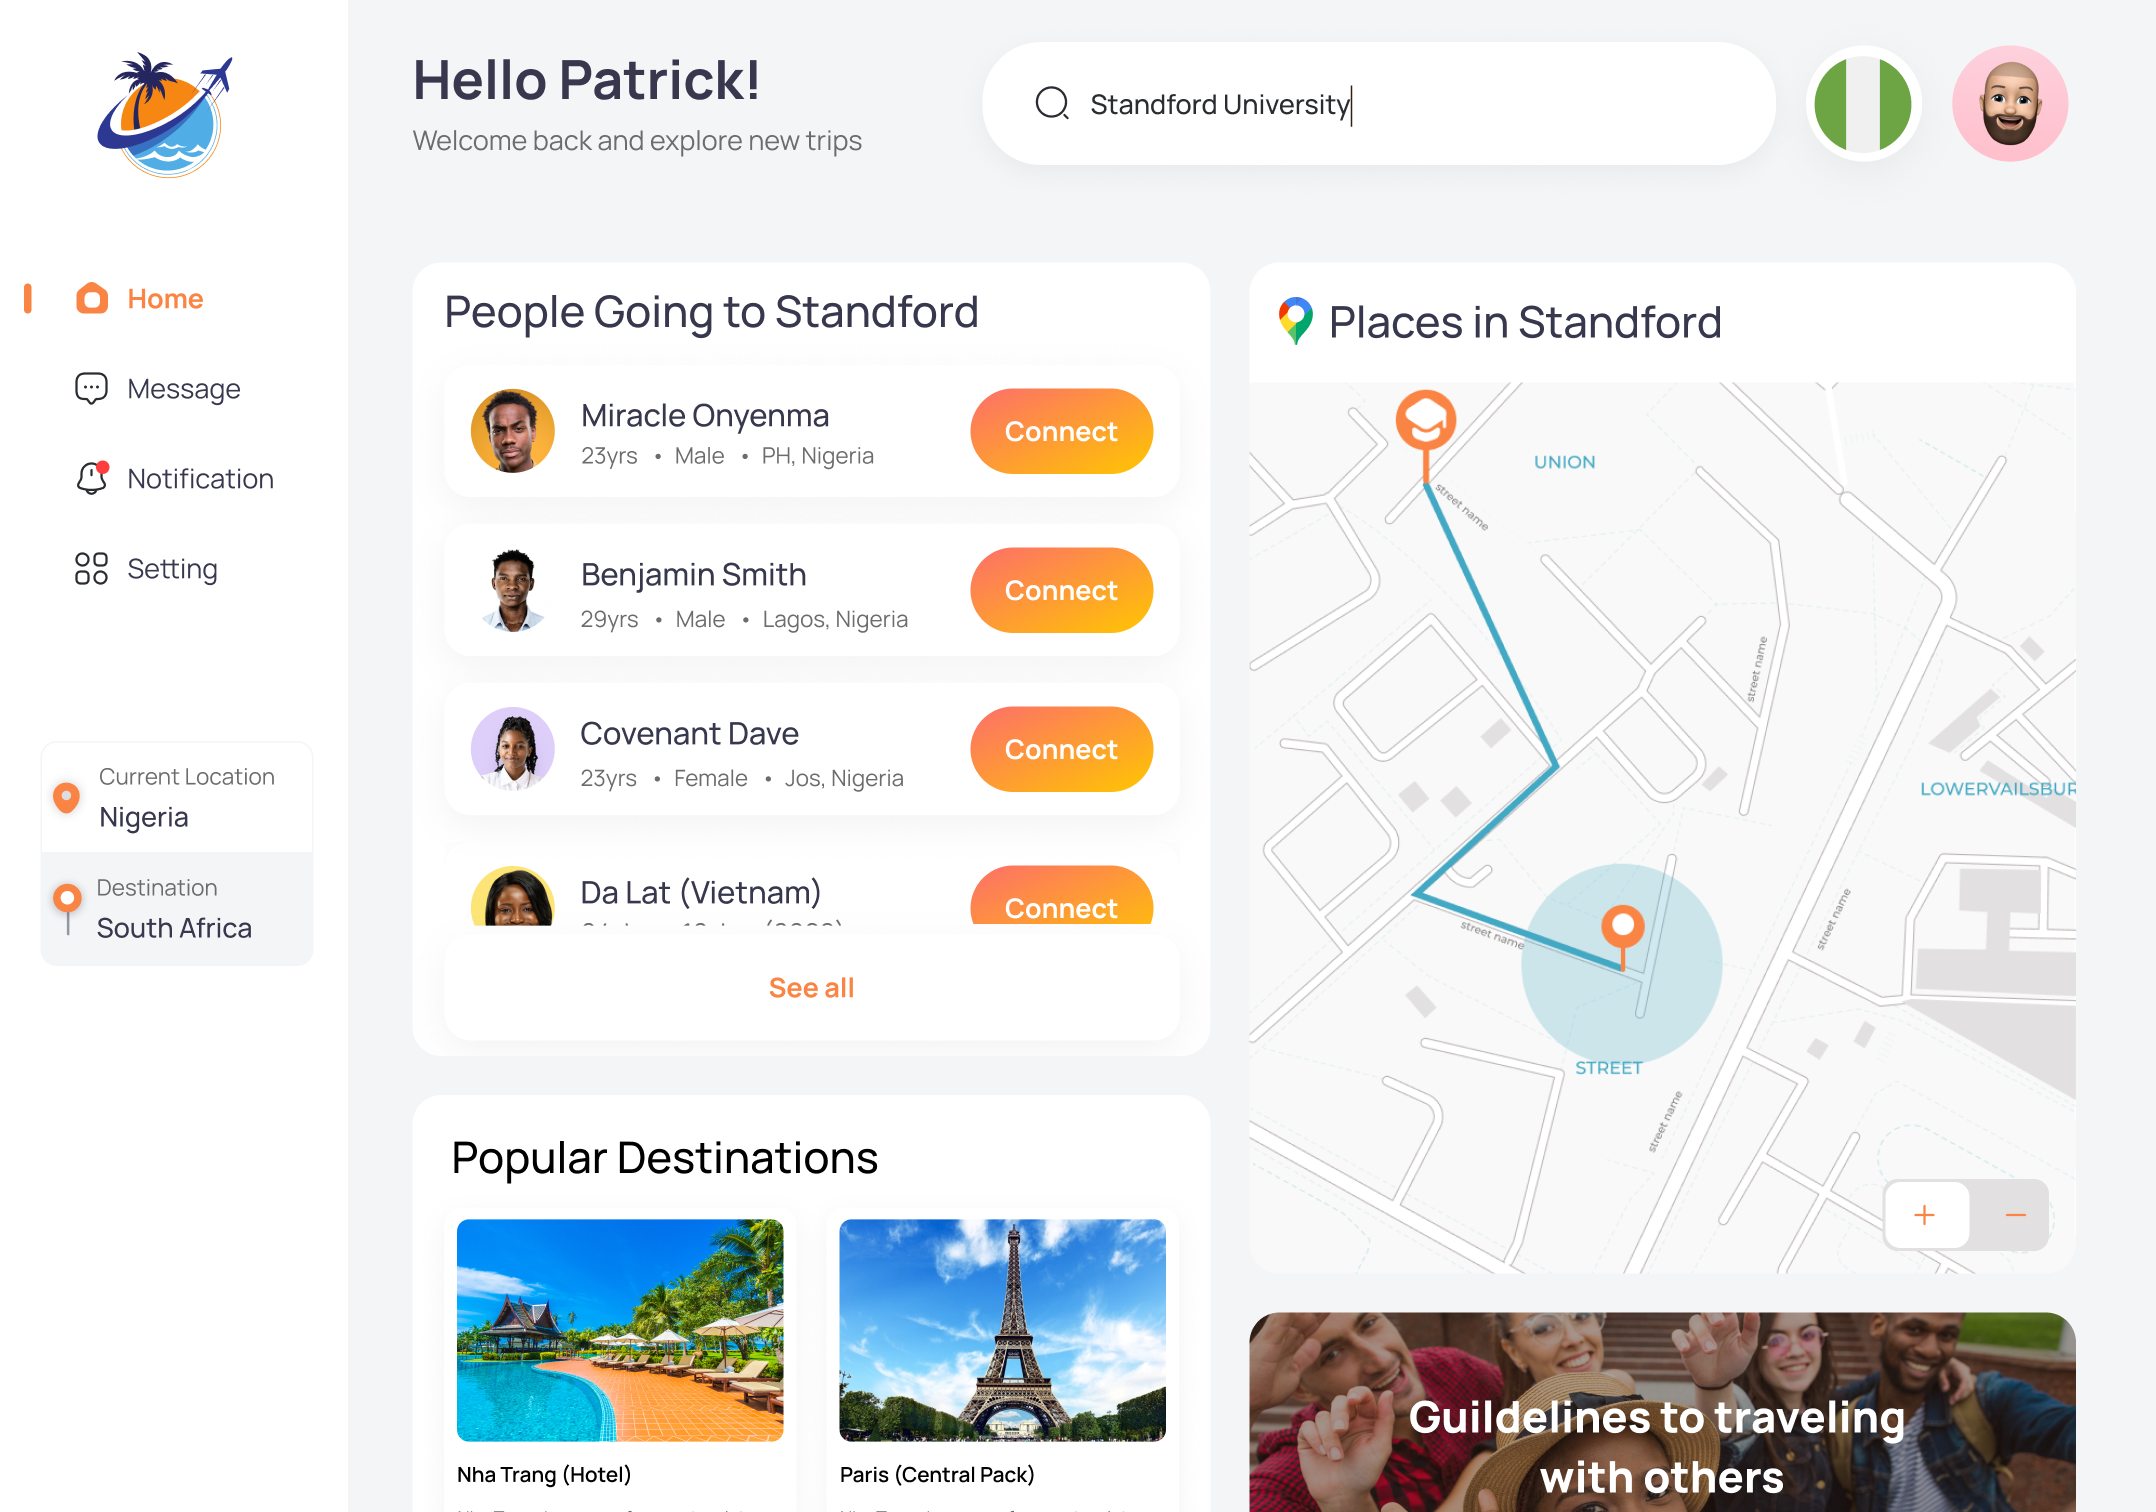 Hello Patrick!
Welcome back and explore new trips
Standford University
Home
Message
Notification
Setting
Current Location
Nigeria
Destination
South Africa
People Going to Standford
Miracle Onyenma
23yrs • Male • PH, Nigeria
Connect
Benjamin Smith
29yrs • Male • Lagos, Nigeria
Connect
Covenant Dave
23yrs • Female • Jos, Nigeria
Connect
Da Lat (Vietnam)
Connect
See all
Popular Destinations
Nha Trang (Hotel)
Paris (Central Pack)
Places in Standford
UNION
street name
street name
LOWERVAILSBUR
street name
street name
STREET
street name
+ −
Guildelines to traveling
with others